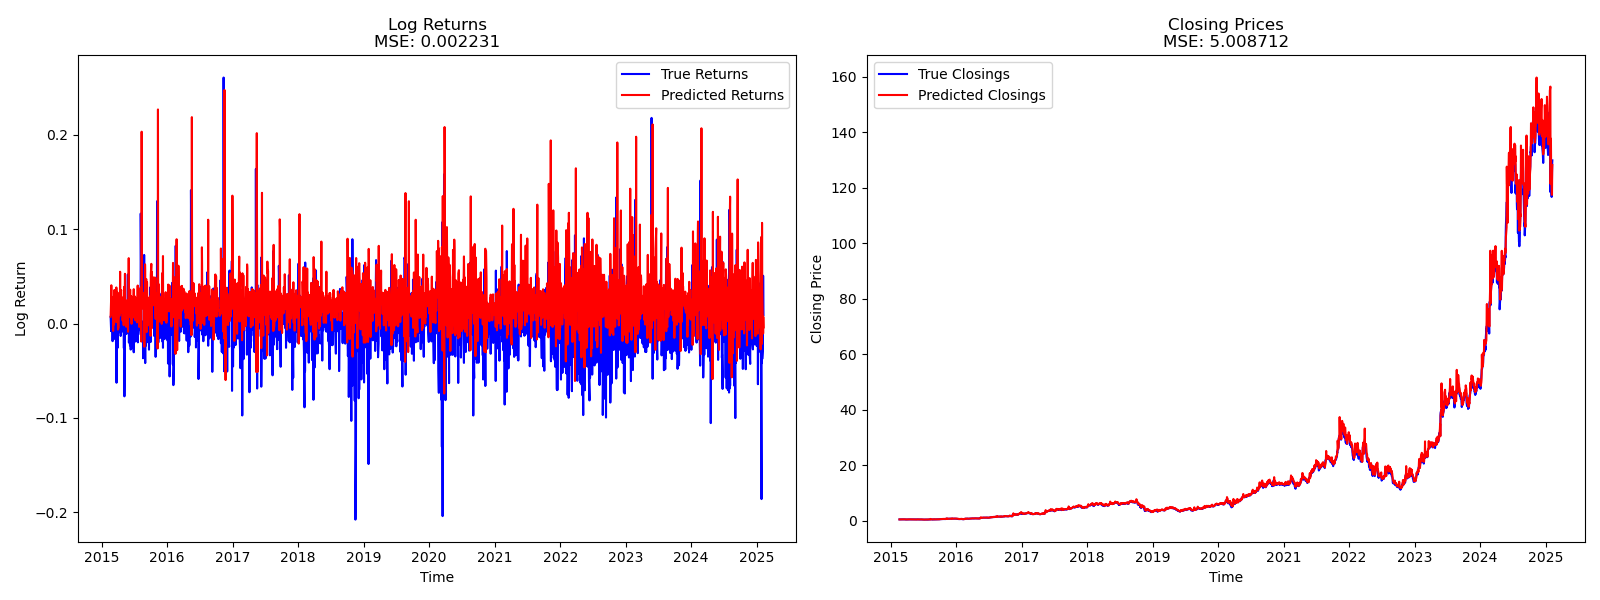 Log Returns
MSE: 0.002231
True Returns
Predicted Returns
0.2
0.1
0.0
−0.1
−0.2
Log Return
2015 2016 2017 2018 2019 2020 2021 2022 2023 2024 2025
Time
Closing Prices
MSE: 5.008712
True Closings
Predicted Closings
160
140
120
100
80
60
40
20
0
Closing Price
2015 2016 2017 2018 2019 2020 2021 2022 2023 2024 2025
Time